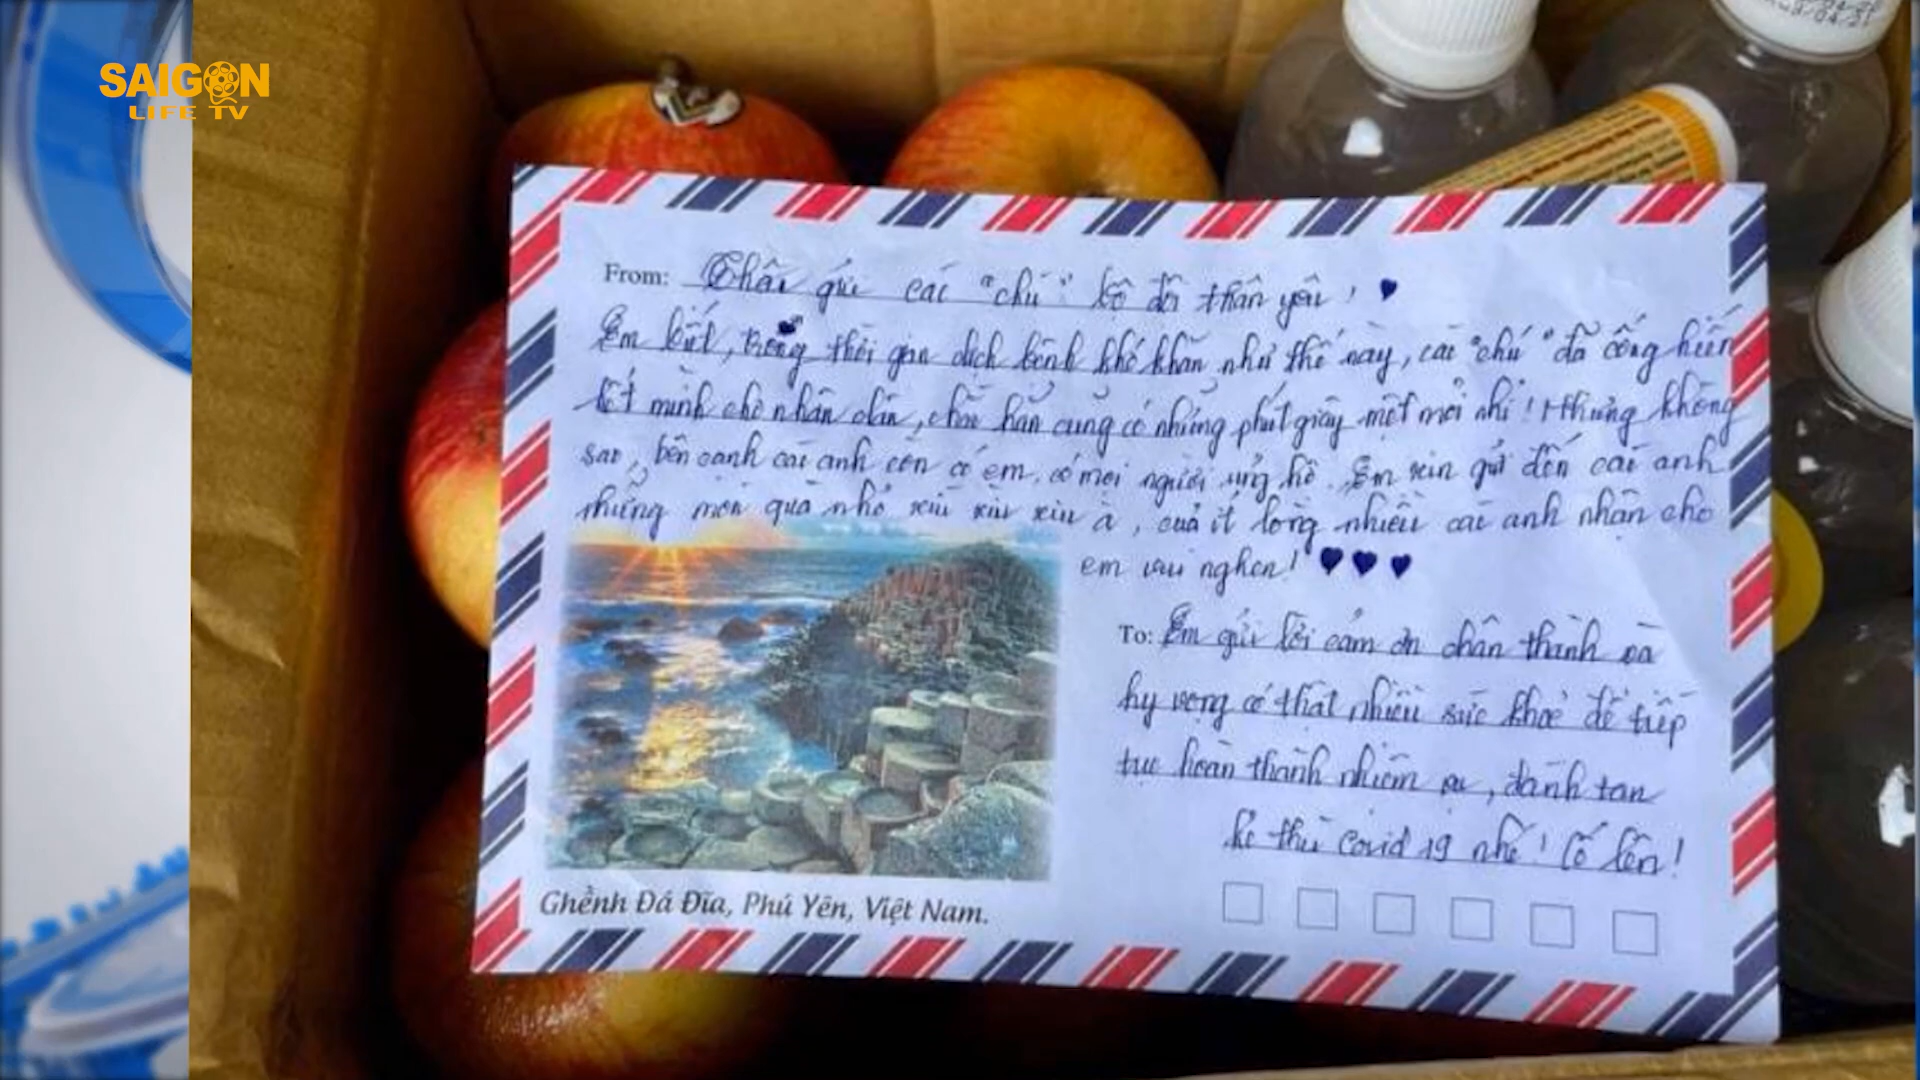 SAIGON
LIFE TV
From: Thân gửi các "chú" bộ đội thân yêu!
Em biết, trong thời gian dịch bệnh khó khăn như thế này, các "chú" đã cống hiến
hết mình cho nhân dân, chắc hẳn cũng có những phút giây mệt mỏi nhỉ! Nhưng không
sao, bên cạnh các anh còn có em, có mọi người ủng hộ. Em xin gửi đến các anh
những món quà nhỏ xíu xìu xiu à, của ít lòng nhiều các anh nhận cho
em vui nghen!
To: Em gửi lời cảm ơn chân thành và
hy vọng có thật nhiều sức khỏe để tiếp
tục hoàn thành nhiệm vụ, đánh tan
kẻ thù Covid 19 nhé! Cố lên!
Ghềnh Đá Đĩa, Phú Yên, Việt Nam.